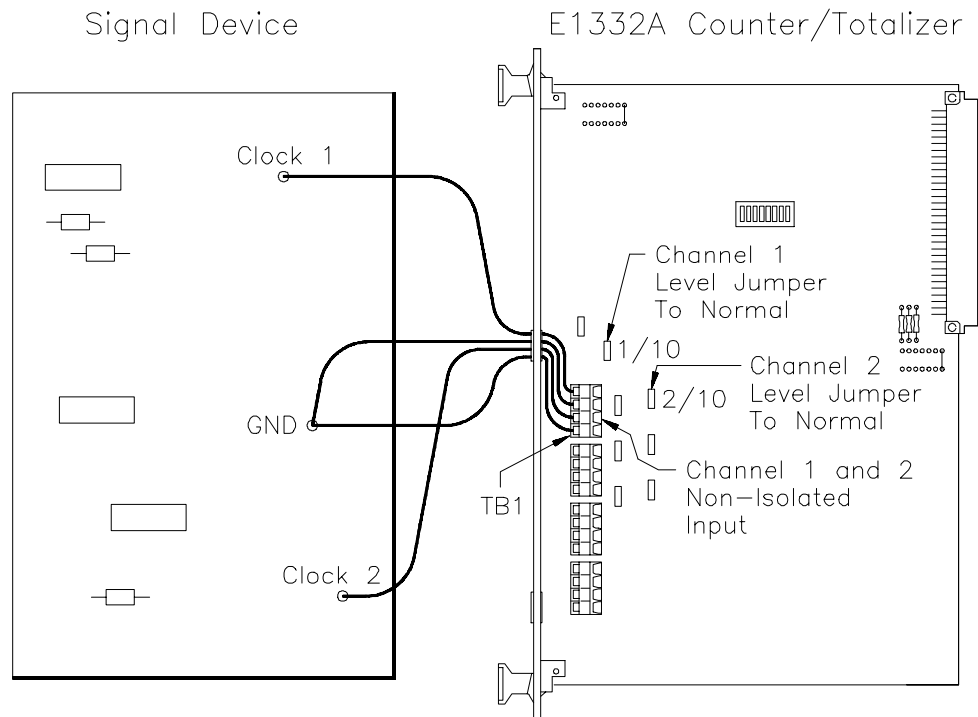 Signal Device
E1332A Counter/Totalizer
Clock 1
Channel 1
Level Jumper
To Normal
1/10
Channel 2
Level Jumper
To Normal
2/10
GND
Channel 1 and 2
Non-Isolated
Input
TB1
Clock 2